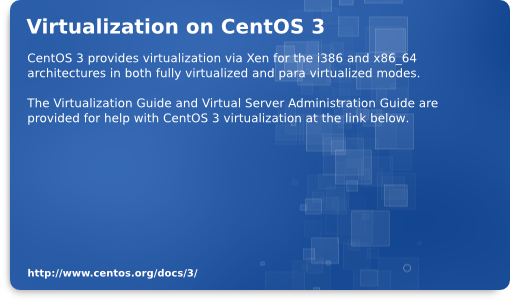 Virtualization on CentOS 3
CentOS 3 provides virtualization via Xen for the i386 and x86_64
architectures in both fully virtualized and para virtualized modes.
The Virtualization Guide and Virtual Server Administration Guide are
provided for help with CentOS 3 virtualization at the link below.
http://www.centos.org/docs/3/